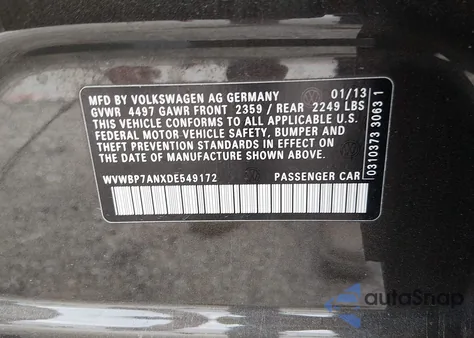 MFD BY VOLKSWAGEN AG GERMANY 01/13
GVWR 4497 GAWR FRONT 2359 / REAR 2249 LBS
THIS VEHICLE CONFORMS TO ALL APPLICABLE U.S.
FEDERAL MOTOR VEHICLE SAFETY, BUMPER AND
THEFT PREVENTION STANDARDS IN EFFECT ON THE
DATE OF MANUFACTURE SHOWN ABOVE
WVWBP7ANXDE549172 PASSENGER CAR
0310373 3063 1
autoSnap